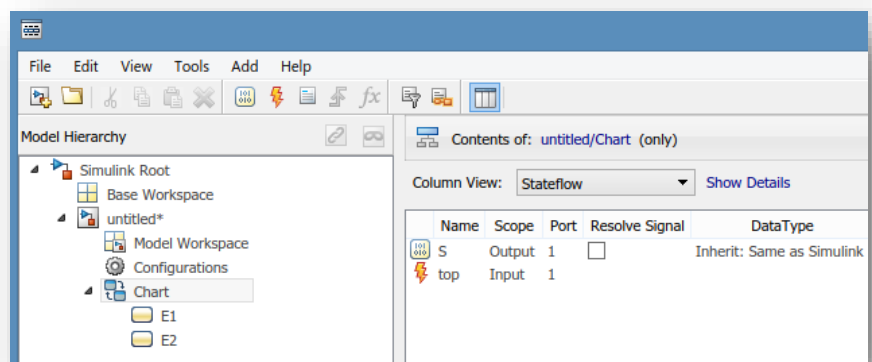 File Edit View Tools Add Help
fx
Model Hierarchy
Simulink Root
Base Workspace
untitled*
Model Workspace
Configurations
Chart
E1
E2
Contents of: untitled/Chart (only)
Column View: Stateflow Show Details
Name Scope Port Resolve Signal DataType
S Output 1 Inherit: Same as Simulink
top Input 1